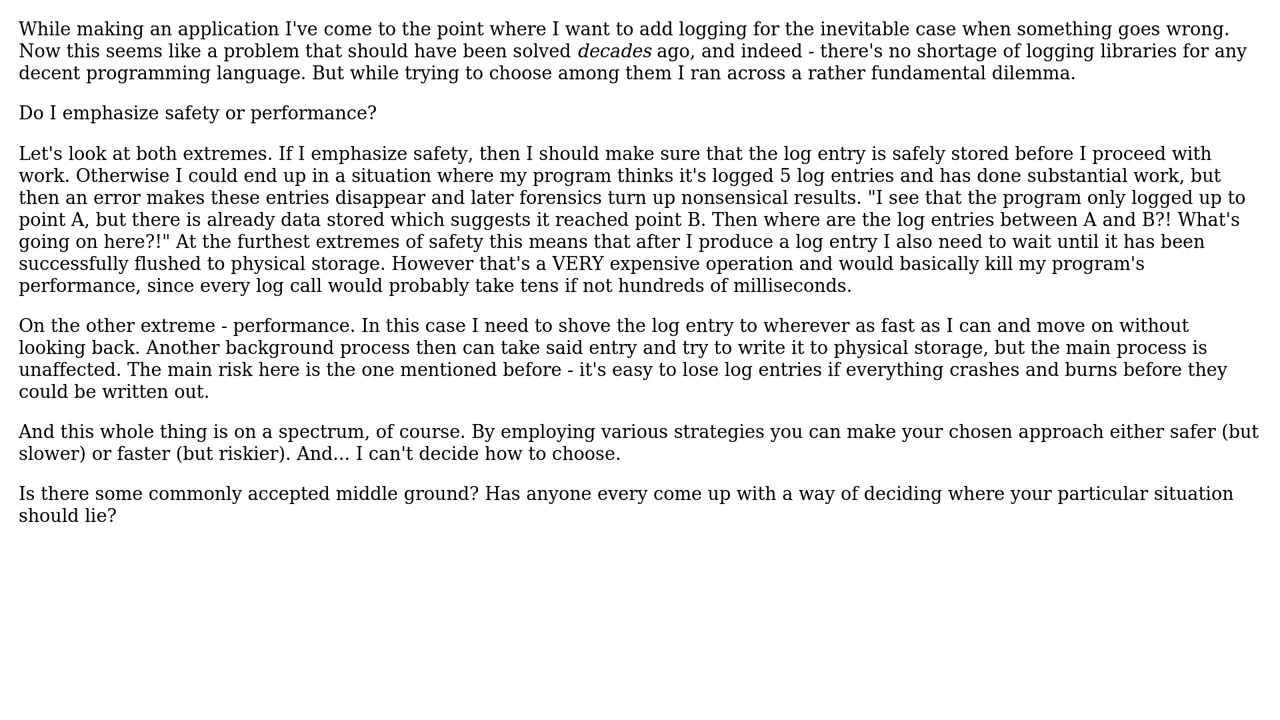 While making an application I've come to the point where I want to add logging for the inevitable case when something goes wrong.
Now this seems like a problem that should have been solved decades ago, and indeed - there's no shortage of logging libraries for any
decent programming language. But while trying to choose among them I ran across a rather fundamental dilemma.
Do I emphasize safety or performance?
Let's look at both extremes. If I emphasize safety, then I should make sure that the log entry is safely stored before I proceed with
work. Otherwise I could end up in a situation where my program thinks it's logged 5 log entries and has done substantial work, but
then an error makes these entries disappear and later forensics turn up nonsensical results. "I see that the program only logged up to
point A, but there is already data stored which suggests it reached point B. Then where are the log entries between A and B?! What's
going on here?!" At the furthest extremes of safety this means that after I produce a log entry I also need to wait until it has been
successfully flushed to physical storage. However that's a VERY expensive operation and would basically kill my program's
performance, since every log call would probably take tens if not hundreds of milliseconds.
On the other extreme - performance. In this case I need to shove the log entry to wherever as fast as I can and move on without
looking back. Another background process then can take said entry and try to write it to physical storage, but the main process is
unaffected. The main risk here is the one mentioned before - it's easy to lose log entries if everything crashes and burns before they
could be written out.
And this whole thing is on a spectrum, of course. By employing various strategies you can make your chosen approach either safer (but
slower) or faster (but riskier). And... I can't decide how to choose.
Is there some commonly accepted middle ground? Has anyone every come up with a way of deciding where your particular situation
should lie?